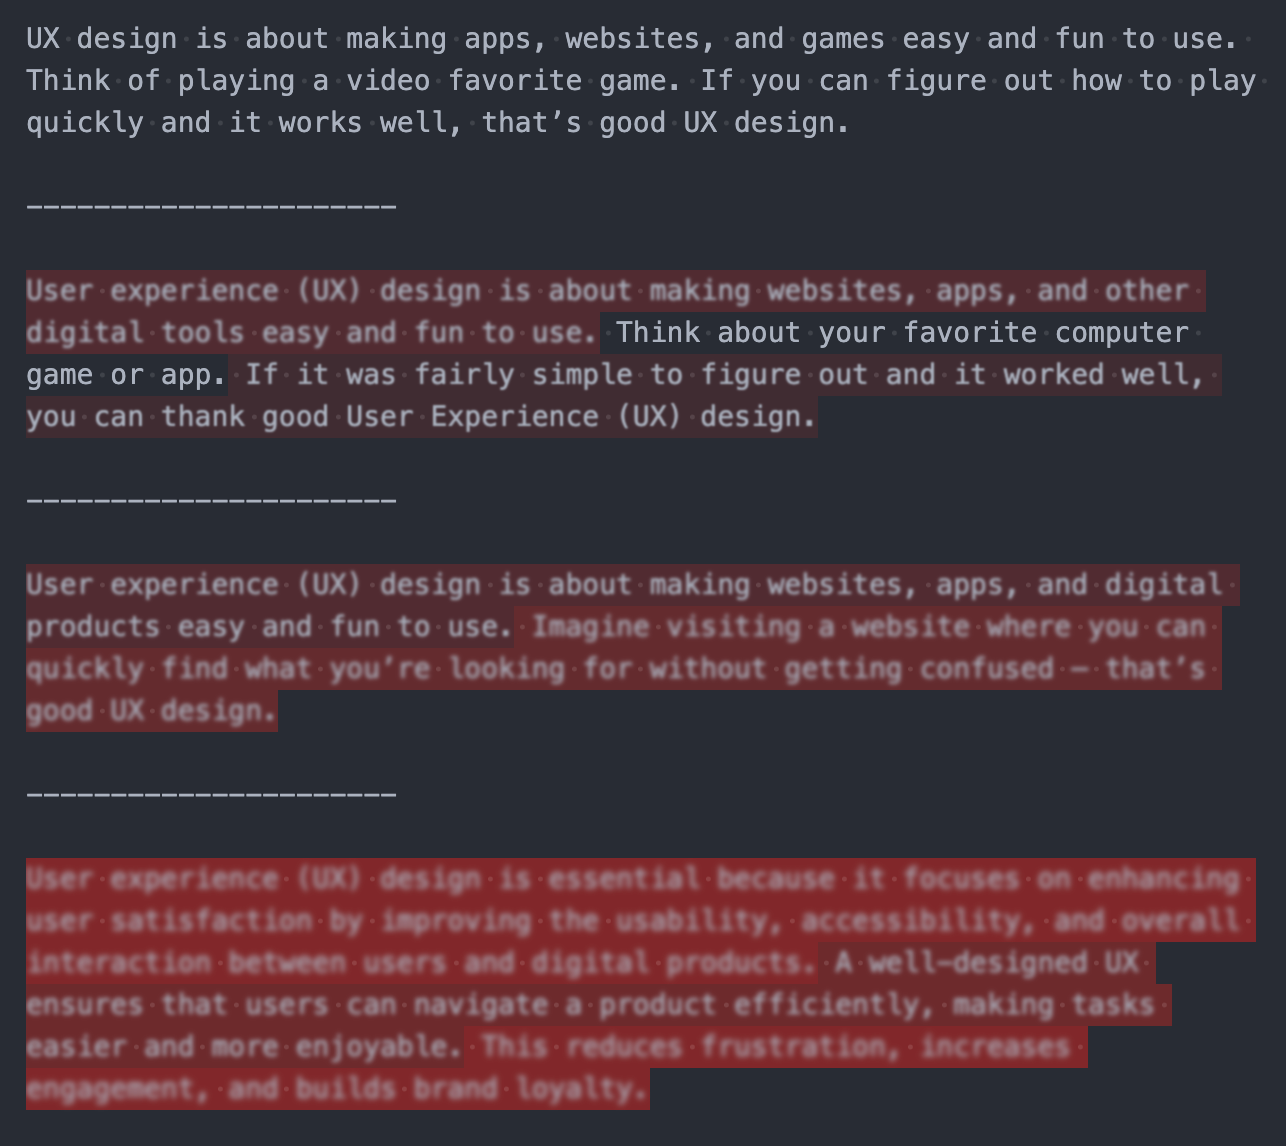 UX design is about making apps, websites, and games easy and fun to use.
Think of playing a video favorite game. If you can figure out how to play
quickly and it works well, that’s good UX design.
––––––––––––––––––––––
User experience (UX) design is about making websites, apps, and other
digital tools easy and fun to use. Think about your favorite computer
game or app. If it was fairly simple to figure out and it worked well,
you can thank good User Experience (UX) design.
––––––––––––––––––––––
User experience (UX) design is about making websites, apps, and digital
products easy and fun to use. Imagine visiting a website where you can
quickly find what you’re looking for without getting confused — that’s
good UX design.
––––––––––––––––––––––
User experience (UX) design is essential because it focuses on enhancing
user satisfaction by improving the usability, accessibility, and overall
interaction between users and digital products. A well–designed UX
ensures that users can navigate a product efficiently, making tasks
easier and more enjoyable. This reduces frustration, increases
engagement, and builds brand loyalty.